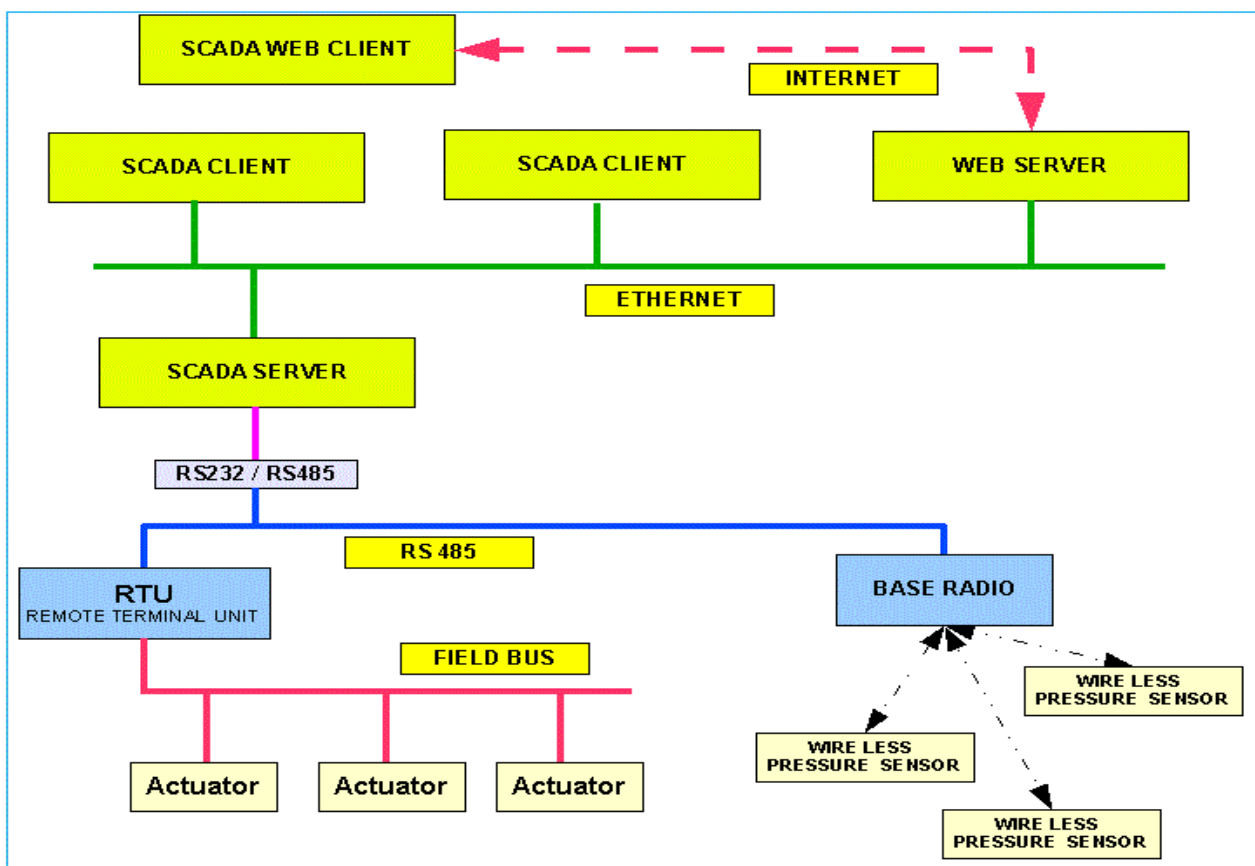 SCADA WEB CLIENT
INTERNET
SCADA CLIENT
SCADA CLIENT
WEB SERVER
ETHERNET
SCADA SERVER
RS232 / RS485
RS 485
RTU
REMOTE TERMINAL UNIT
BASE RADIO
FIELD BUS
WIRE LESS
PRESSURE SENSOR
WIRE LESS
PRESSURE SENSOR
Actuator
Actuator
Actuator
WIRE LESS
PRESSURE SENSOR